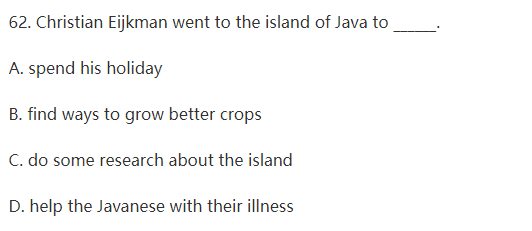 62. Christian Eijkman went to the island of Java to ______.
A. spend his holiday
B. find ways to grow better crops
C. do some research about the island
D. help the Javanese with their illness